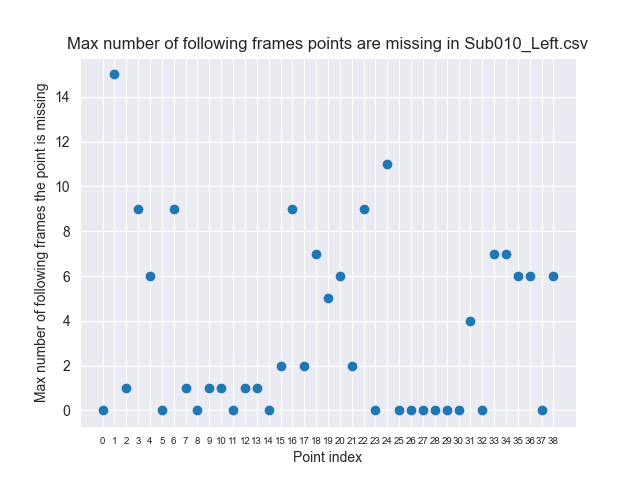 Max number of following frames points are missing in Sub010_Left.csv
Max number of following frames the point is missing
14
12
10
8
6
4
2
0
0 1 2 3 4 5 6 7 8 9 10 11 12 13 14 15 16 17 18 19 20 21 22 23 24 25 26 27 28 29 30 31 32 33 34 35 36 37 38
Point index